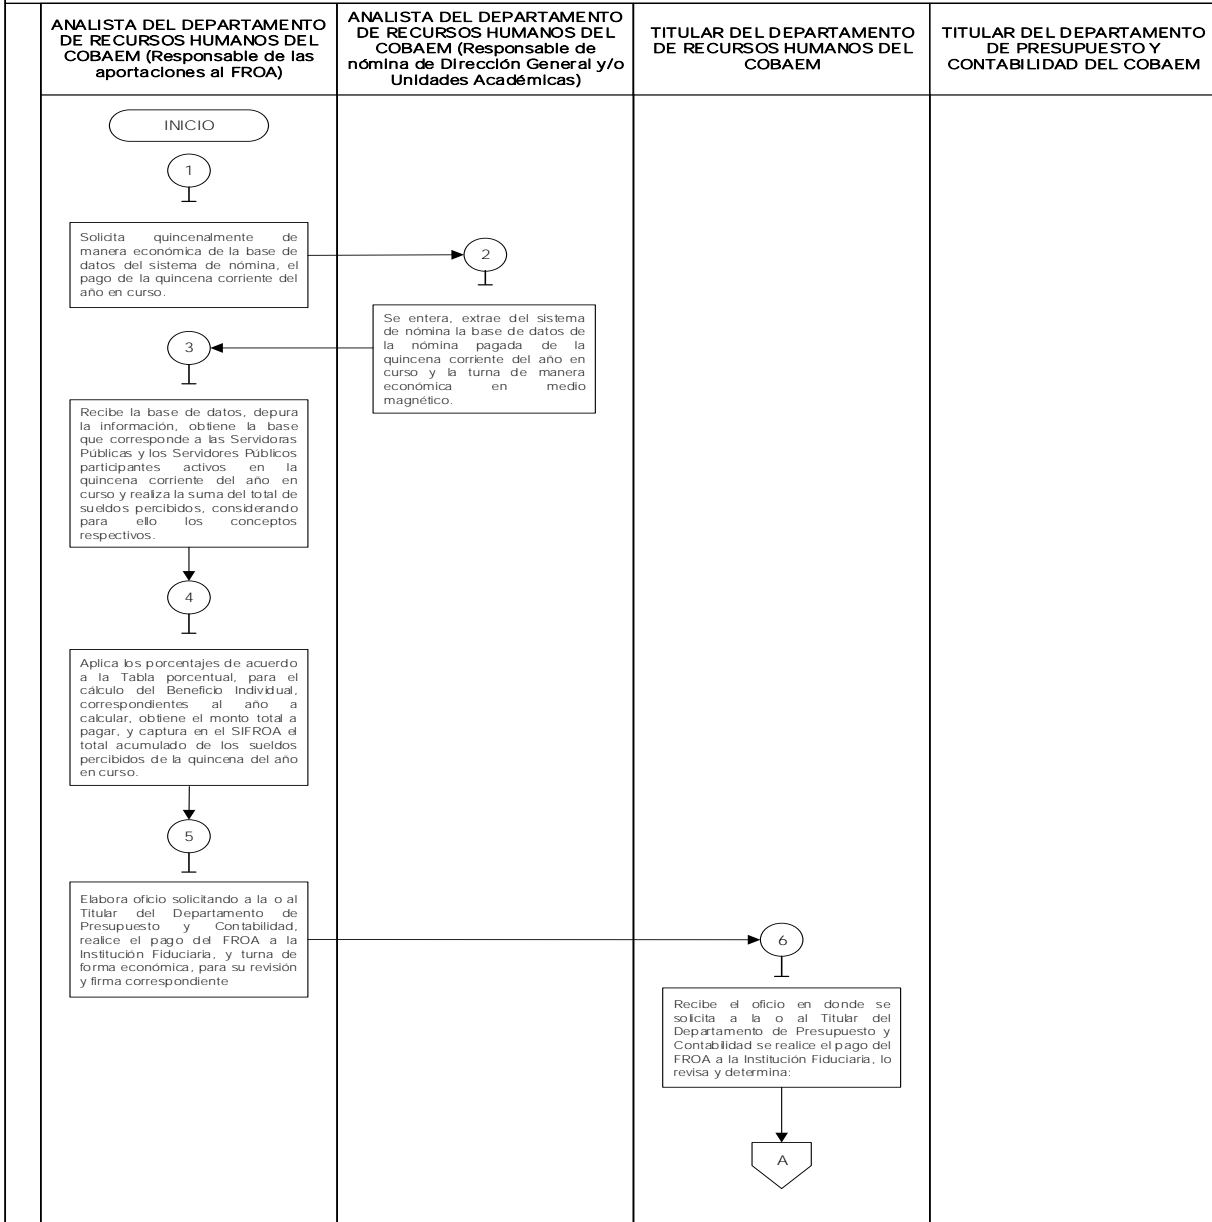 ANALISTA DEL DEPARTAMENTO
DE RECURSOS HUMANOS DEL
COBAEM (Responsable de las
aportaciones al FROA)
ANALISTA DEL DEPARTAMENTO
DE RECURSOS HUMANOS DEL
COBAEM (Responsable de
nómina de Dirección General y/o
Unidades Académicas)
TITULAR DEL DEPARTAMENTO
DE RECURSOS HUMANOS DEL
COBAEM
TITULAR DEL DEPARTAMENTO
DE PRESUPUESTO Y
CONTABILIDAD DEL COBAEM
INICIO
1
Solicita quincenalmente de
manera económica de la base de
datos del sistema de nómina, el
pago de la quincena corriente del
año en curso.
2
Se entera, extrae del sistema
de nómina la base de datos de
la nómina pagada de la
quincena corriente del año en
curso y la turna de manera
económica en medio
magnético.
3
Recibe la base de datos, depura
la información, obtiene la base
que corresponde a las Servidoras
Públicas y los Servidores Públicos
participantes activos en la
quincena corriente del año en
curso y realiza la suma del total de
sueldos percibidos, considerando
para ello los conceptos
respectivos.
4
Aplica los porcentajes de acuerdo
a la Tabla porcentual, para el
cálculo del Beneficio Individual,
correspondientes al año a
calcular, obtiene el monto total a
pagar, y captura en el SIFROA el
total acumulado de los sueldos
percibidos de la quincena del año
en curso.
5
Elabora oficio solicitando a la o al
Titular del Departamento de
Presupuesto y Contabilidad,
realice el pago del FROA a la
Institución Fiduciaria, y turna de
forma económica, para su revisión
y firma correspondiente
6
Recibe el oficio en donde se
solicita a la o al Titular del
Departamento de Presupuesto y
Contabilidad se realice el pago del
FROA a la Institución Fiduciaria, lo
revisa y determina:
A